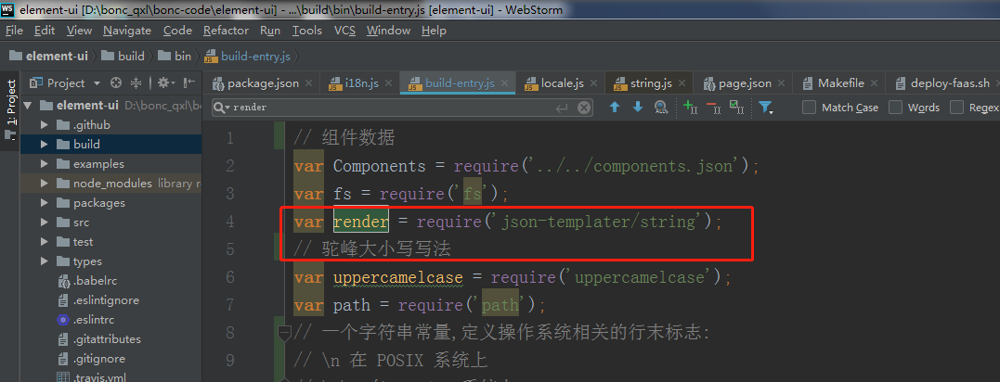 element-ui [D:\bonc_qxl\bonc-code\element-ui] - ...\build\bin\build-entry.js [element-ui] - WebStorm
File Edit View Navigate Code Refactor Run Tools VCS Window Help
element-ui build bin build-entry.js
Project package.json i18n.js build-entry.js locale.js string.js page.json Makefile deploy-faas.sh
1: Project
render Match Case Words Regex
element-ui D:\bonc_qxl\b
.github
build
examples
node_modules library r
packages
src
test
types
.babelrc
.eslintignore
.eslintrc
.gitattributes
.gitignore
.travis.yml
1 // 组件数据
2 var Components = require('../../components.json');
3 var fs = require('fs');
4 var render = require('json-templater/string');
5 // 驼峰大小写写法
6 var uppercamelcase = require('uppercamelcase');
7 var path = require('path');
8 // 一个字符串常量,定义操作系统相关的行末标志:
9 // \n 在 POSIX 系统上